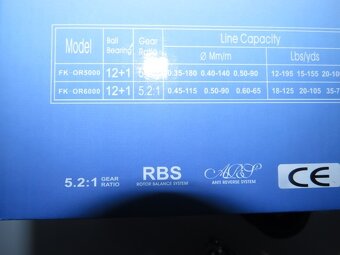 Model Ball Bearing Gear Ratio Line Capacity
Ø Mm/m Lbs/yds
FK-OR5000 12+1 0.35-180 0.40-140 0.50-90 12-195 15-155
FK-OR6000 12+1 5.2:1 0.45-115 0.50-90 0.60-65 18-125 20-105
5.2:1 GEAR RATIO RBS ROTOR BALANCE SYSTEM ARS ANTI REVERSE SYSTEM CE